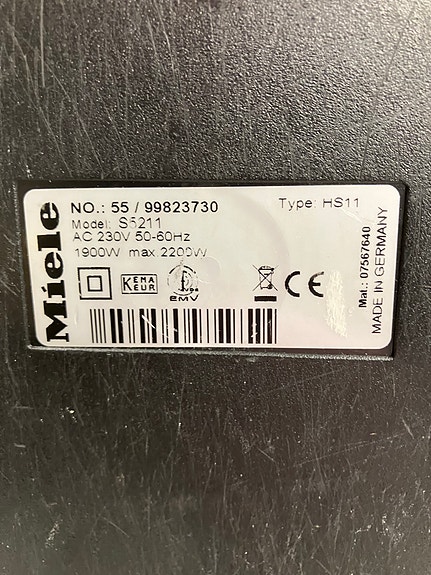 Miele
NO.: 55 / 99823730
Type: HS11
Model: S5211
AC 230V 50-60Hz
1900W max.2200W
KEMA
KEUR
VDE
EMV
CE
Mat.: 07567640
MADE IN GERMANY